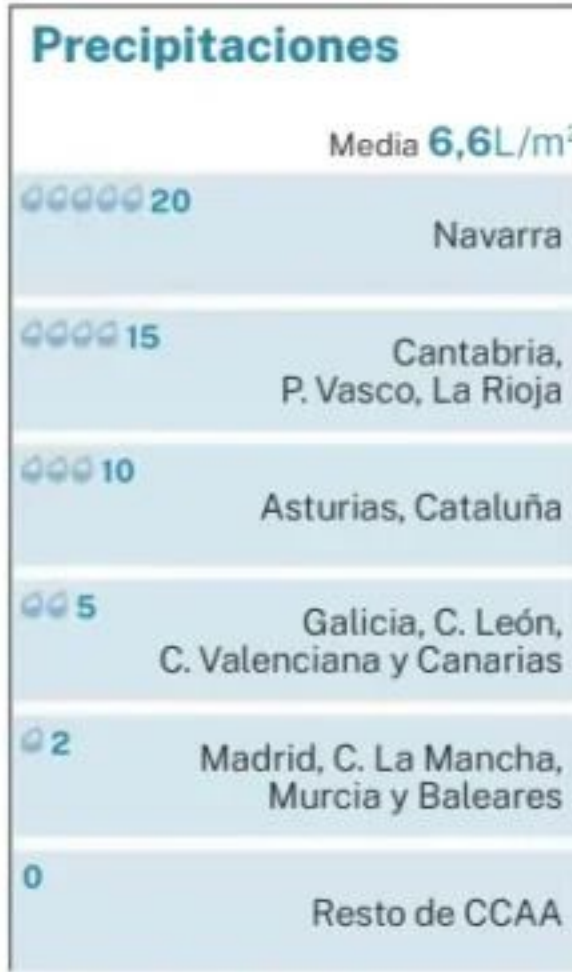 Precipitaciones
Media 6,6L/m²
20
Navarra
15
Cantabria,
P. Vasco, La Rioja
10
Asturias, Cataluña
5
Galicia, C. León,
C. Valenciana y Canarias
2
Madrid, C. La Mancha,
Murcia y Baleares
0
Resto de CCAA